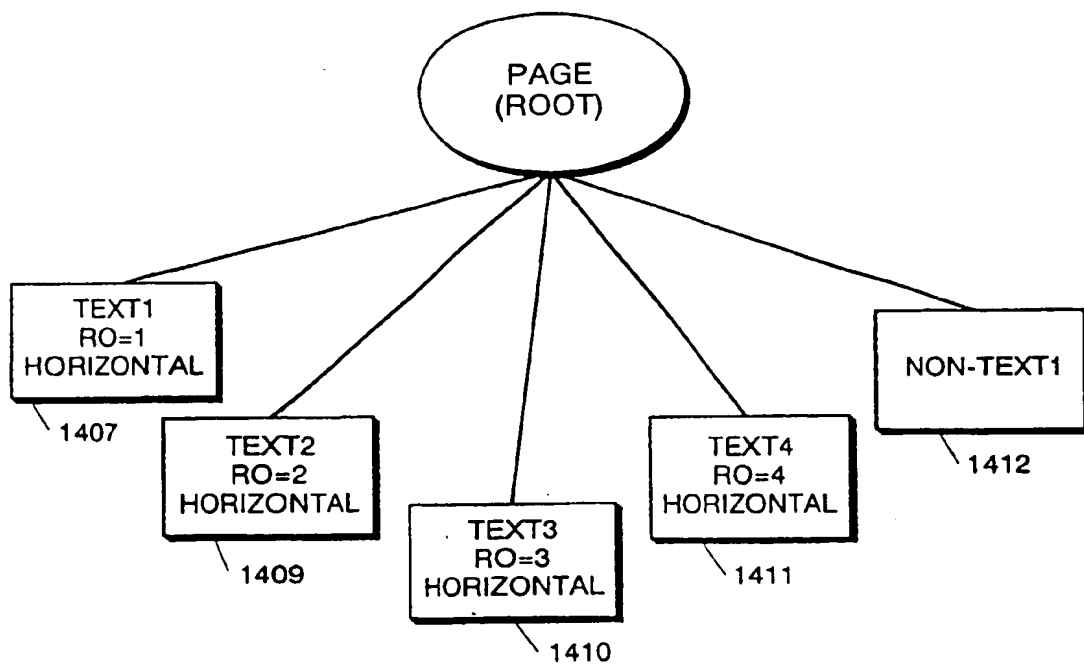 PAGE
(ROOT)
TEXT1
RO=1
HORIZONTAL
1407
TEXT2
RO=2
HORIZONTAL
1409
TEXT3
RO=3
HORIZONTAL
1410
TEXT4
RO=4
HORIZONTAL
1411
NON-TEXT1
1412